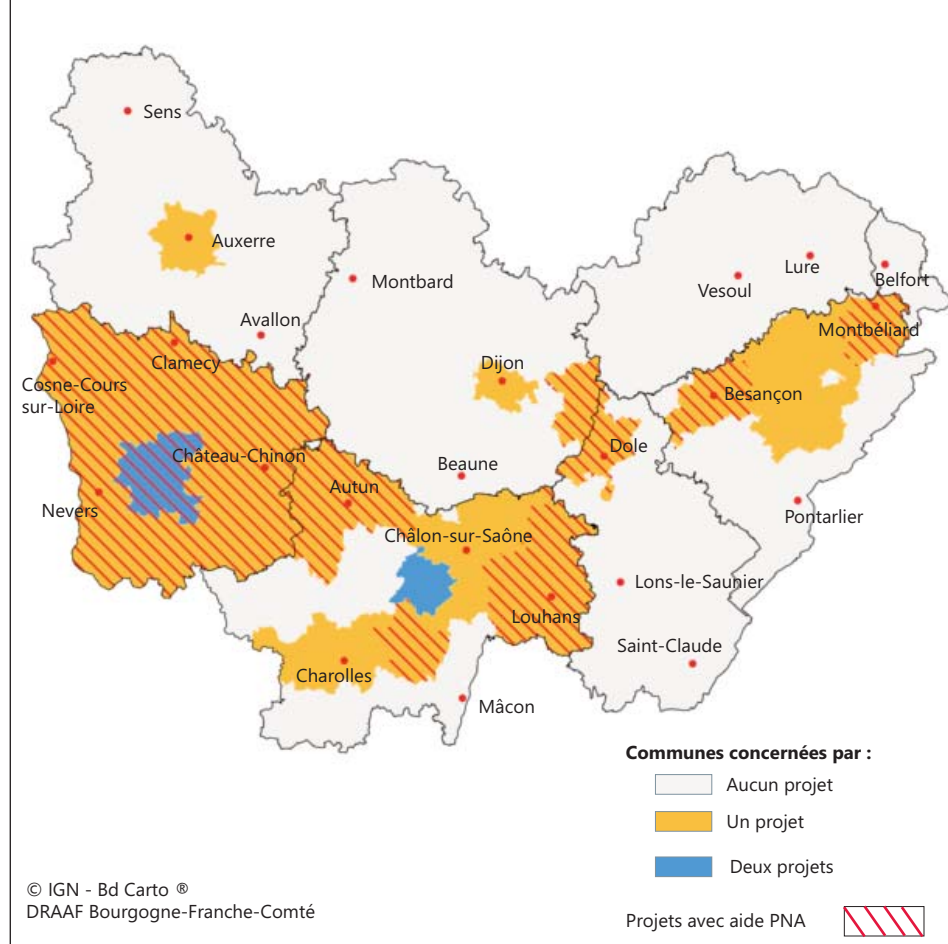 Sens
Auxerre
Montbard
Lure
Belfort
Vesoul
Avallon
Montbéliard
Clamecy
Dijon
Cosne-Cours
sur-Loire
Besançon
Dole
Château-Chinon
Beaune
Autun
Nevers
Pontarlier
Châlon-sur-Saône
Lons-le-Saunier
Louhans
Saint-Claude
Charolles
Mâcon
Communes concernées par :
Aucun projet
Un projet
Deux projets
© IGN - Bd Carto ®
DRAAF Bourgogne-Franche-Comté
Projets avec aide PNA